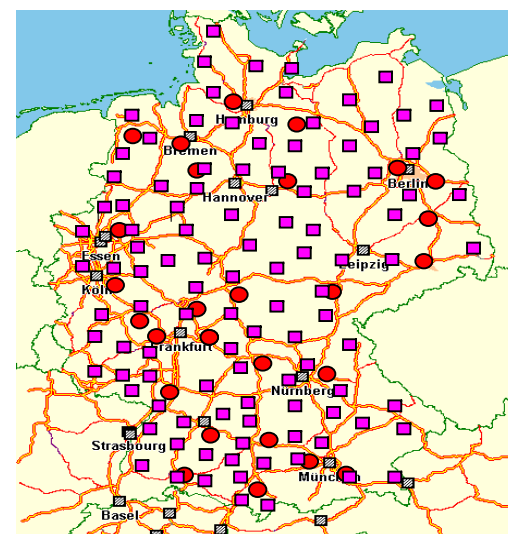 Hamburg
Bremen
Berlin
Hannover
Essen
Leipzig
Köln
Frankfurt
Nürnberg
Strasbourg
München
Basel